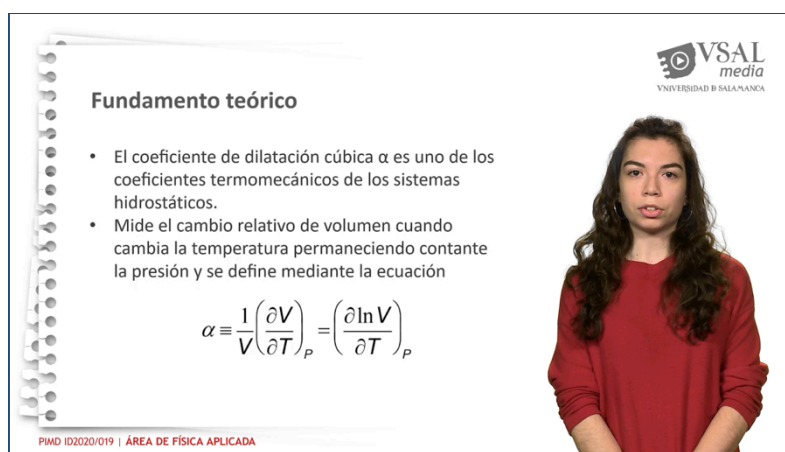 VSAL
media
VNiVERSiDAD D SALAMANCA
Fundamento teórico
• El coeficiente de dilatación cúbica α es uno de los
coeficientes termomecánicos de los sistemas
hidrostáticos.
• Mide el cambio relativo de volumen cuando
cambia la temperatura permaneciendo contante
la presión y se define mediante la ecuación
α ≡ 1/V (∂V/∂T)_P = (∂ ln V/∂T)_P
PIMD ID2020/019 | ÁREA DE FÍSICA APLICADA